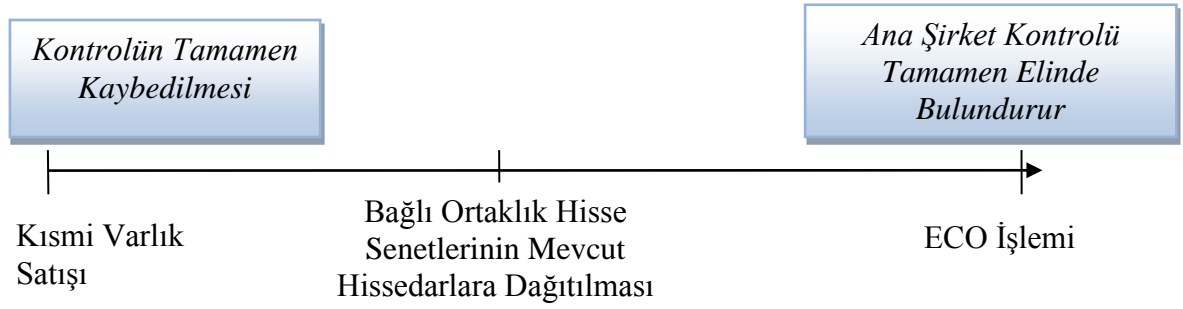 Kontrolün Tamamen
Kaybedilmesi
Ana Şirket Kontrolü
Tamamen Elinde
Bulundurur
Kısmi Varlık
Satışı
Bağlı Ortaklık Hisse
Senetlerinin Mevcut
Hissedarlara Dağıtılması
ECO İşlemi